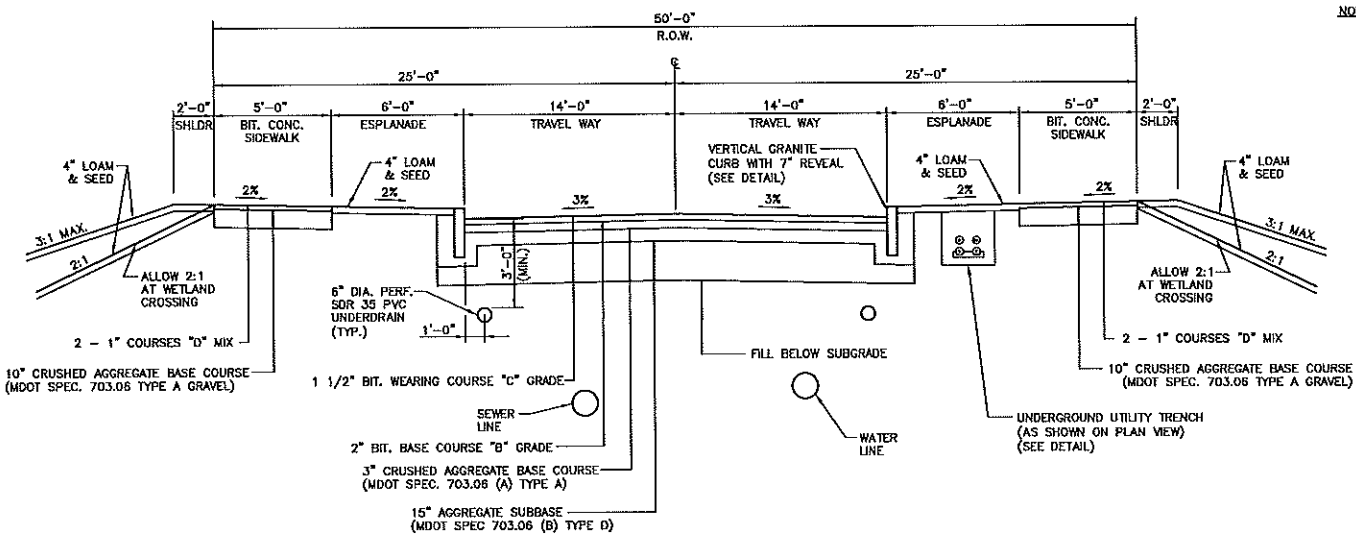 NO
50'-0"
R.O.W.
℄
25'-0" 25'-0"
2'-0" 5'-0" 6'-0" 14'-0" 14'-0" 6'-0" 5'-0" 2'-0"
SHLDR BIT. CONC. SIDEWALK ESPLANADE TRAVEL WAY TRAVEL WAY ESPLANADE BIT. CONC. SIDEWALK SHLDR
4" LOAM
& SEED
4" LOAM
& SEED
VERTICAL GRANITE
CURB WITH 7" REVEAL
(SEE DETAIL)
4" LOAM
& SEED
4" LOAM
& SEED
2% 2% 3% 3% 2% 2%
3:1 MAX.
2:1
ALLOW 2:1
AT WETLAND
CROSSING
3'-0"
(MIN.)
6" DIA. PERF.
SDR 35 PVC
UNDERDRAIN
(TYP.)
1'-0"
3:1 MAX.
2:1
ALLOW 2:1
AT WETLAND
CROSSING
2 - 1" COURSES "D" MIX
10" CRUSHED AGGREGATE BASE COURSE
(MDOT SPEC. 703.06 TYPE A GRAVEL)
1 1/2" BIT. WEARING COURSE "C" GRADE
FILL BELOW SUBGRADE
2 - 1" COURSES "D" MIX
10" CRUSHED AGGREGATE BASE COURSE
(MDOT SPEC. 703.06 TYPE A GRAVEL)
SEWER
LINE
WATER
LINE
UNDERGROUND UTILITY TRENCH
(AS SHOWN ON PLAN VIEW)
(SEE DETAIL)
2" BIT. BASE COURSE "B" GRADE
3" CRUSHED AGGREGATE BASE COURSE
(MDOT SPEC. 703.06 (A) TYPE A)
15" AGGREGATE SUBBASE
(MDOT SPEC 703.06 (B) TYPE D)